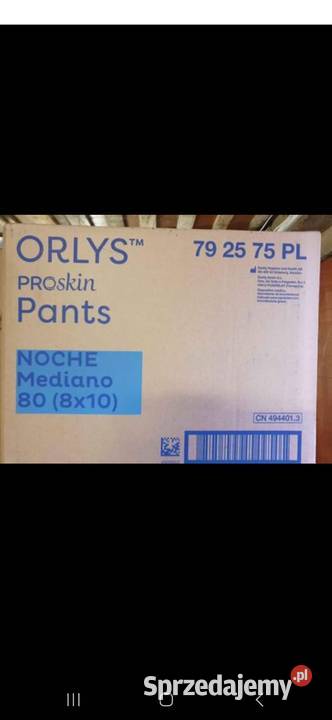 ORLYS™
79 25 75 PL
PROskin
Pants
NOCHE
Mediano
80 (8x10)
CN 494401.3
Sprzedajemy.pl